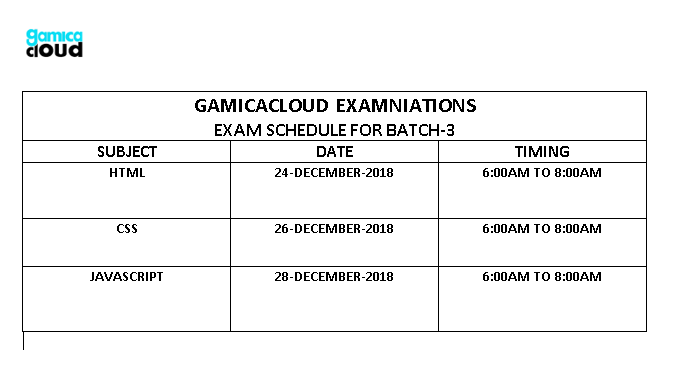 gamica
cloud
GAMICACLOUD EXAMNIATIONS
EXAM SCHEDULE FOR BATCH-3
SUBJECT DATE TIMING
HTML 24-DECEMBER-2018 6:00AM TO 8:00AM
CSS 26-DECEMBER-2018 6:00AM TO 8:00AM
JAVASCRIPT 28-DECEMBER-2018 6:00AM TO 8:00AM